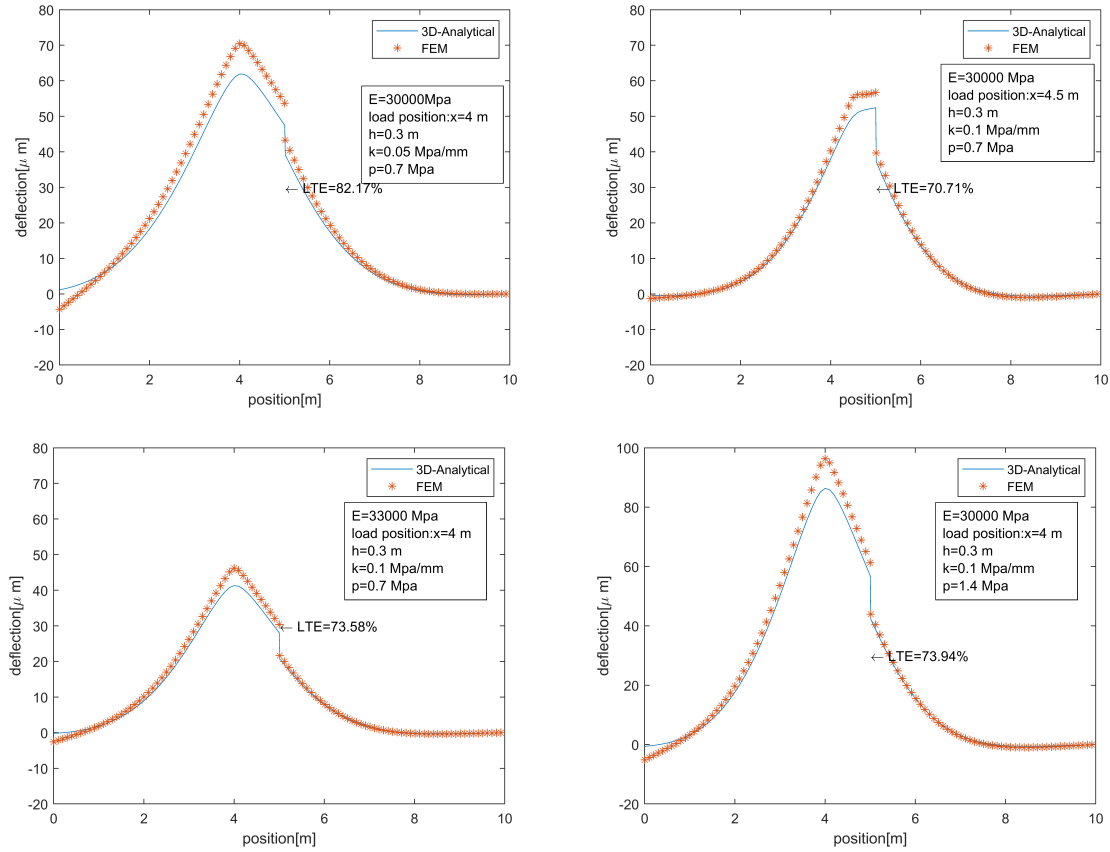 80
70
60
50
40
30
20
10
0
-10
-20
deflection[μ m]
3D-Analytical
FEM
E=30000Mpa
load position:x=4 m
h=0.3 m
k=0.05 Mpa/mm
p=0.7 Mpa
LTE=82.17%
0 2 4 6 8 10
position[m]
80
70
60
50
40
30
20
10
0
-10
-20
deflection[μ m]
3D-Analytical
FEM
E=30000 Mpa
load position:x=4.5 m
h=0.3 m
k=0.1 Mpa/mm
p=0.7 Mpa
LTE=70.71%
0 2 4 6 8 10
position[m]
80
70
60
50
40
30
20
10
0
-10
-20
deflection[μ m]
3D-Analytical
FEM
E=33000 Mpa
load position:x=4 m
h=0.3 m
k=0.1 Mpa/mm
p=0.7 Mpa
LTE=73.58%
0 2 4 6 8 10
position[m]
100
80
60
40
20
0
-20
deflection[μ m]
3D-Analytical
FEM
E=30000 Mpa
load position:x=4 m
h=0.3 m
k=0.1 Mpa/mm
p=1.4 Mpa
LTE=73.94%
0 2 4 6 8 10
position[m]